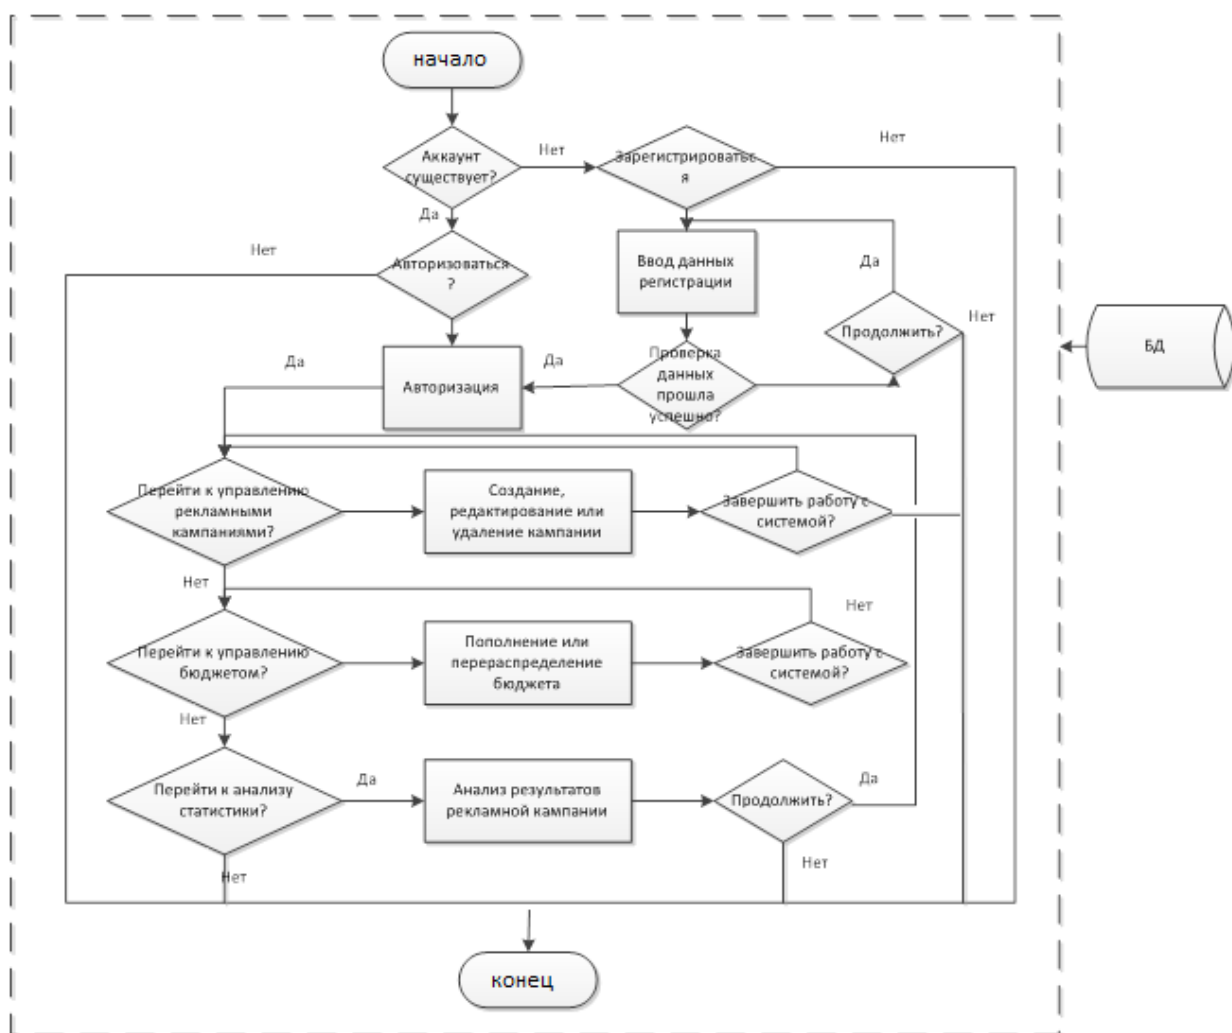 начало
Аккаунт
существует?
Нет
Зарегистрироватьс
я
Нет
Да
Нет
Авторизоваться
?
Ввод данных
регистрации
Да
Продолжить?
Нет
БД
Да
Авторизация
Да
Проверка
данных
прошла
успешно?
Перейти к управлению
рекламными
кампаниями?
Создание,
редактирование или
удаление кампании
Завершить работу с
системой?
Нет
Нет
Перейти к управлению
бюджетом?
Пополнение или
перераспределение
бюджета
Завершить работу с
системой?
Нет
Перейти к анализу
статистики?
Да
Анализ результатов
рекламной кампании
Продолжить?
Да
Нет
Нет
конец